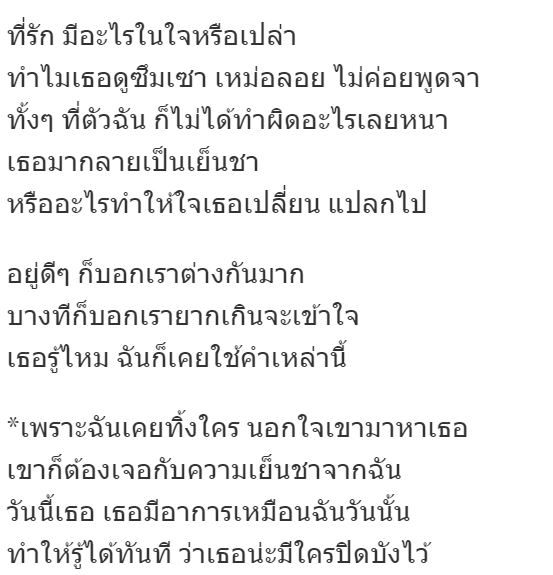 ที่รัก มีอะไรในใจหรือเปล่า
ทำไมเธอดูซึมเซา เหม่อลอย ไม่ค่อยพูดจา
ทั้งๆ ที่ตัวฉัน ก็ไม่ได้ทำผิดอะไรเลยหนา
เธอมากลายเป็นเย็นชา
หรืออะไรทำให้ใจเธอเปลี่ยน แปลกไป
อยู่ดีๆ ก็บอกเราต่างกันมาก
บางทีก็บอกเรายากเกินจะเข้าใจ
เธอรู้ไหม ฉันก็เคยใช้คำเหล่านี้
*เพราะฉันเคยทิ้งใคร นอกใจเขามาหาเธอ
เขาก็ต้องเจอกับความเย็นชาจากฉัน
วันนี้เธอ เธอมีอาการเหมือนฉันวันนั้น
ทำให้รู้ได้ทันที ว่าเธอน่ะมีใครปิดบังไว้